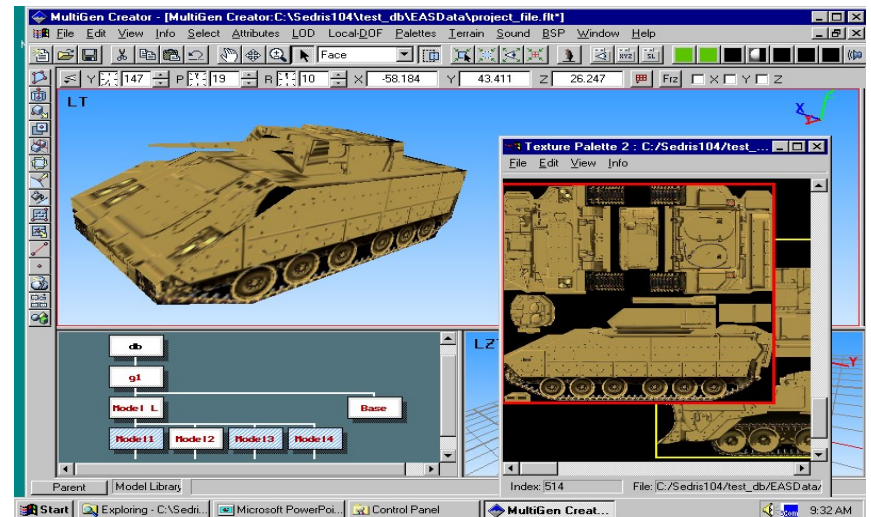 MultiGen Creator - [MultiGen Creator:C:\Sedris104\test_db\EASData\project_file.flt*]
File Edit View Info Select Attributes LOD Local-DOF Palettes Terrain Sound BSP Window Help
Face XYZ SL
Y 147 P 19 R 10 X -58.184 Y 43.411 Z 26.247 Frz X Y Z
LT
X
Texture Palette 2 : C:/Sedris104/test_...
File Edit View Info
db
g1
Model L Base
Model1 Model2 Model3 Model4
Y
Parent Model Library
Index: 514 File: C:/Sedris104/test_db/EASData/
Start Exploring - C:\Sedri... Microsoft PowerPoi... Control Panel MultiGen Creat... 9:32 AM